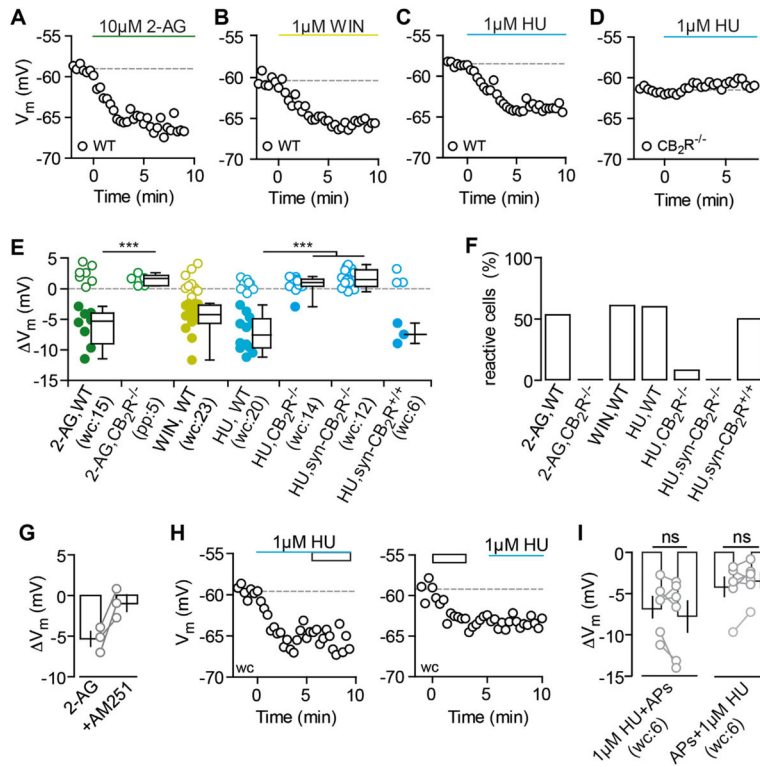 A
10µM 2-AG
-55
-60
-65
-70
V_m (mV)
WT
0 5 10
Time (min)
B
1µM WIN
-55
-60
-65
-70
WT
0 5 10
Time (min)
C
1µM HU
-55
-60
-65
-70
WT
0 5 10
Time (min)
D
1µM HU
-55
-60
-65
-70
CB₂R⁻/⁻
0 5
Time (min)
E
*** ***
5
0
-5
-10
-15
ΔV_m (mV)
2-AG,WT
(wc:15)
2-AG,CB₂R⁻/⁻
(pp:5)
WIN, WT
(wc:23)
HU, WT
(wc:20)
HU,CB₂R⁻/⁻
(wc:14)
HU,syn-CB₂R⁻/⁻
(wc:12)
HU,syn-CB₂R⁺/⁺
(wc:6)
F
100
50
0
reactive cells (%)
2-AG,WT
2-AG,CB₂R⁻/⁻
WIN,WT
HU,WT
HU,CB₂R⁻/⁻
HU,syn-CB₂R⁻/⁻
HU,syn-CB₂R⁺/⁺
G
5
0
-5
-10
ΔV_m (mV)
2-AG
+AM251
H
1µM HU
-55
-60
-65
-70
V_m (mV)
wc
0 5 10
Time (min)
1µM HU
-55
-60
-65
-70
wc
0 5 10
Time (min)
I
ns ns
0
-5
-10
-15
ΔV_m (mV)
1µM HU+APs
(wc:6)
APs+1µM HU
(wc:6)